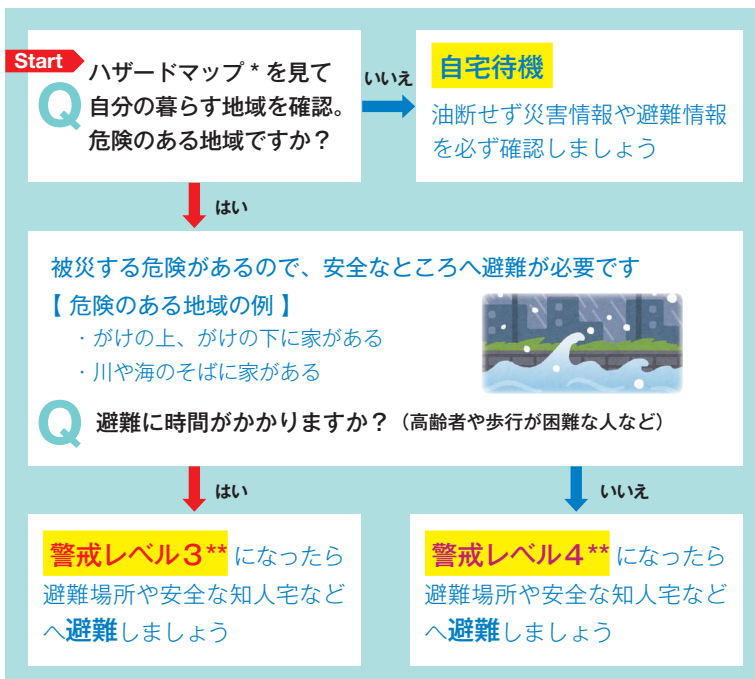 Start
Q
ハザードマップ * を見て
自分の暮らす地域を確認。
危険のある地域ですか？
いいえ
自宅待機
油断せず災害情報や避難情報
を必ず確認しましょう
はい
被災する危険があるので、安全なところへ避難が必要です
【 危険のある地域の例 】
・がけの上、がけの下に家がある
・川や海のそばに家がある
Q 避難に時間がかかりますか？（高齢者や歩行が困難な人など）
はい
いいえ
警戒レベル３** になったら
避難場所や安全な知人宅など
へ避難しましょう
警戒レベル４** になったら
避難場所や安全な知人宅など
へ避難しましょう